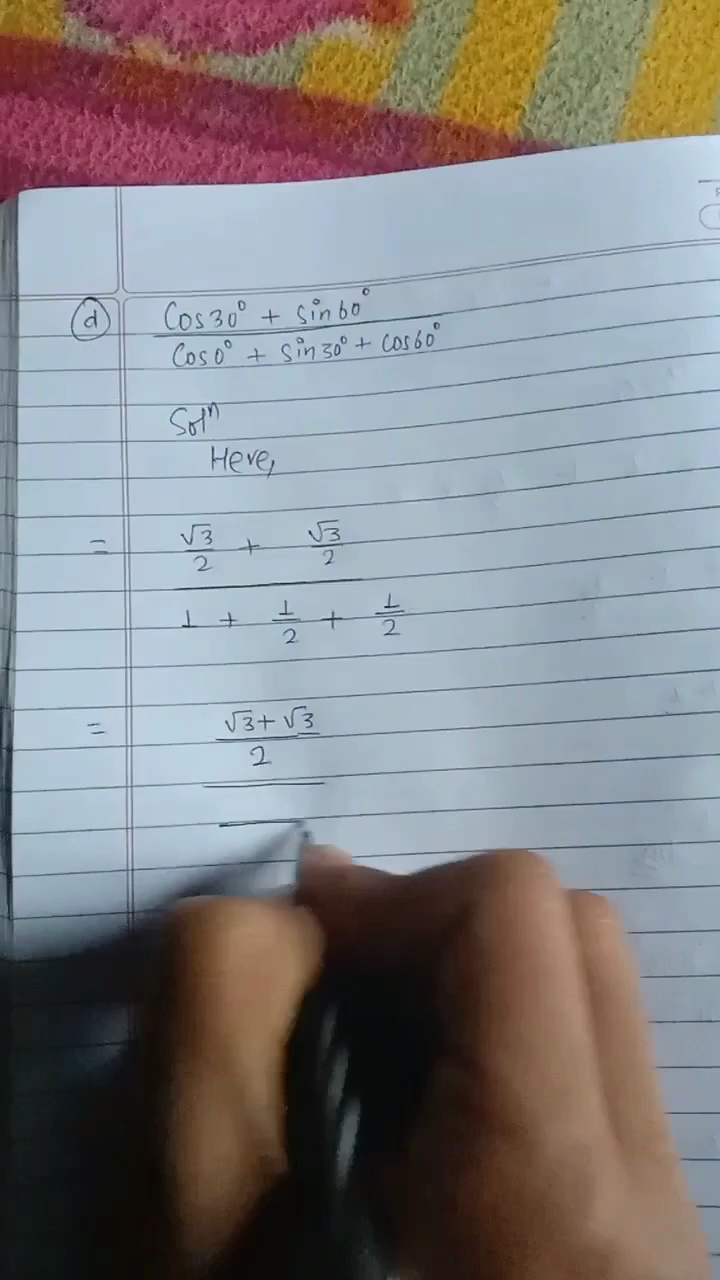 (d) Cos30° + sin60°
Cos0° + sin30° + Cos60°
Solⁿ
Here,
= √3/2 + √3/2
1 + 1/2 + 1/2
= √3+√3
2